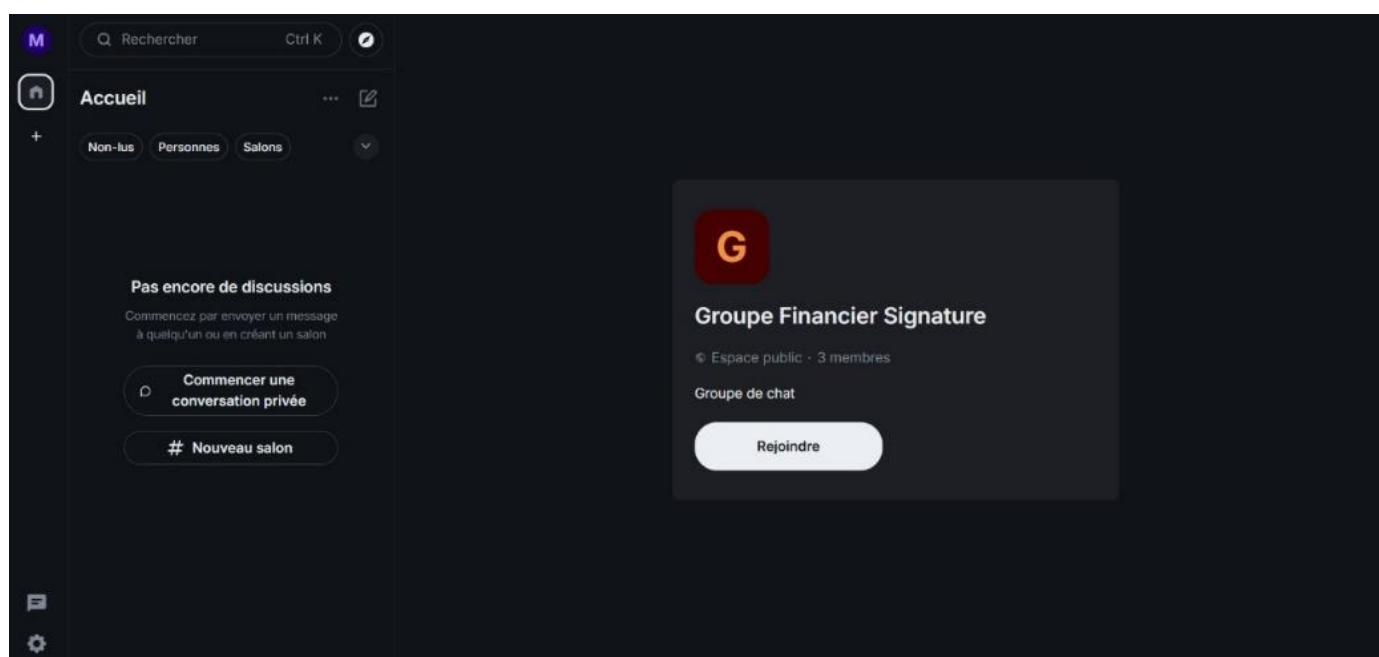 M
Rechercher Ctrl K
Accueil
Non-lus Personnes Salons
Pas encore de discussions
Commencez par envoyer un message
à quelqu'un ou en créant un salon
Commencer une
conversation privée
# Nouveau salon
G
Groupe Financier Signature
Espace public · 3 membres
Groupe de chat
Rejoindre